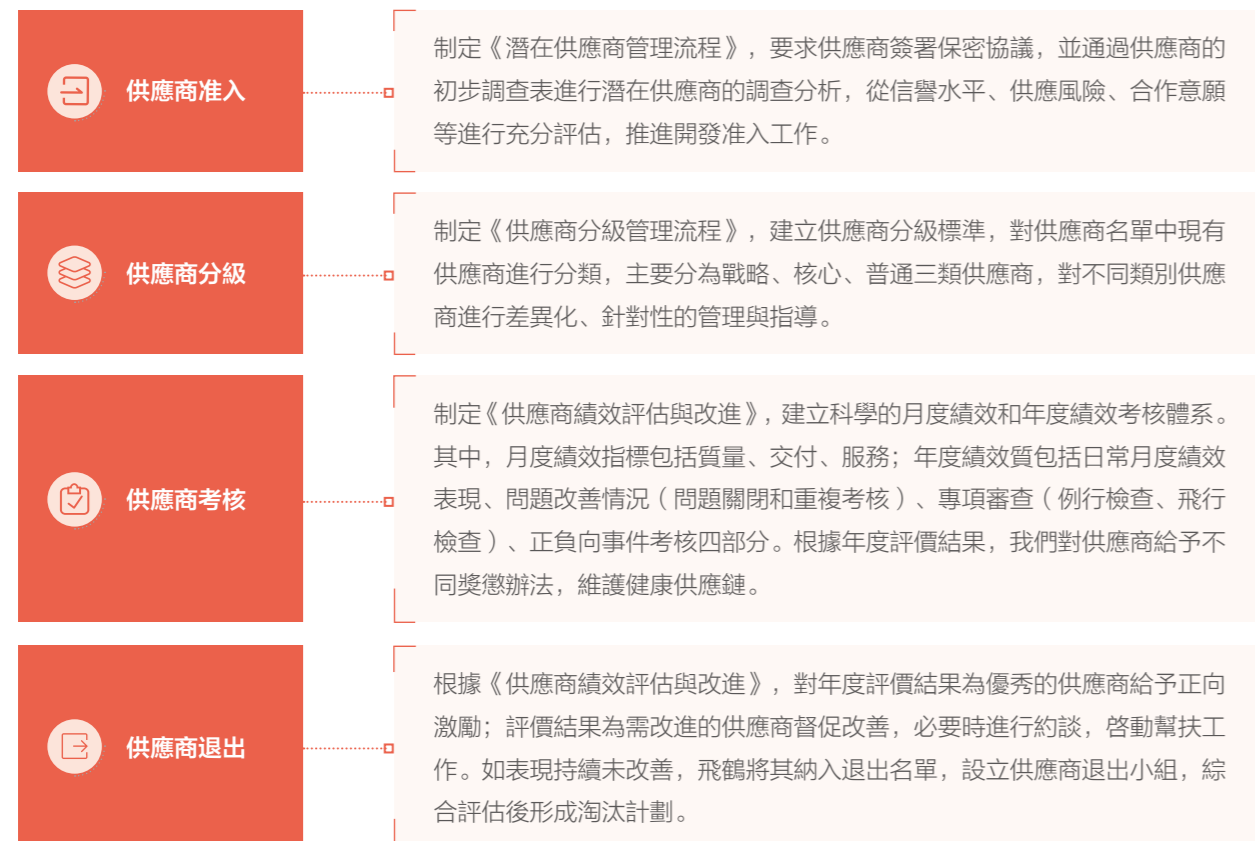 供應商准入
制定《潛在供應商管理流程》，要求供應商簽署保密協議，並通過供應商的
初步調查表進行潛在供應商的調查分析，從信譽水平、供應風險、合作意願
等進行充分評估，推進開發准入工作。
供應商分級
制定《供應商分級管理流程》，建立供應商分級標準，對供應商名單中現有
供應商進行分類，主要分為戰略、核心、普通三類供應商，對不同類別供應
商進行差異化、針對性的管理與指導。
供應商考核
制定《供應商績效評估與改進》，建立科學的月度績效和年度績效考核體系。
其中，月度績效指標包括質量、交付、服務；年度績效質包括日常月度績效
表現、問題改善情況（問題關閉和重複考核）、專項審查（例行檢查、飛行
檢查）、正負向事件考核四部分。根據年度評價結果，我們對供應商給予不
同獎懲辦法，維護健康供應鏈。
供應商退出
根據《供應商績效評估與改進》，對年度評價結果為優秀的供應商給予正向
激勵；評價結果為需改進的供應商督促改善，必要時進行約談，啓動幫扶工
作。如表現持續未改善，飛鶴將其納入退出名單，設立供應商退出小組，綜
合評估後形成淘汰計劃。